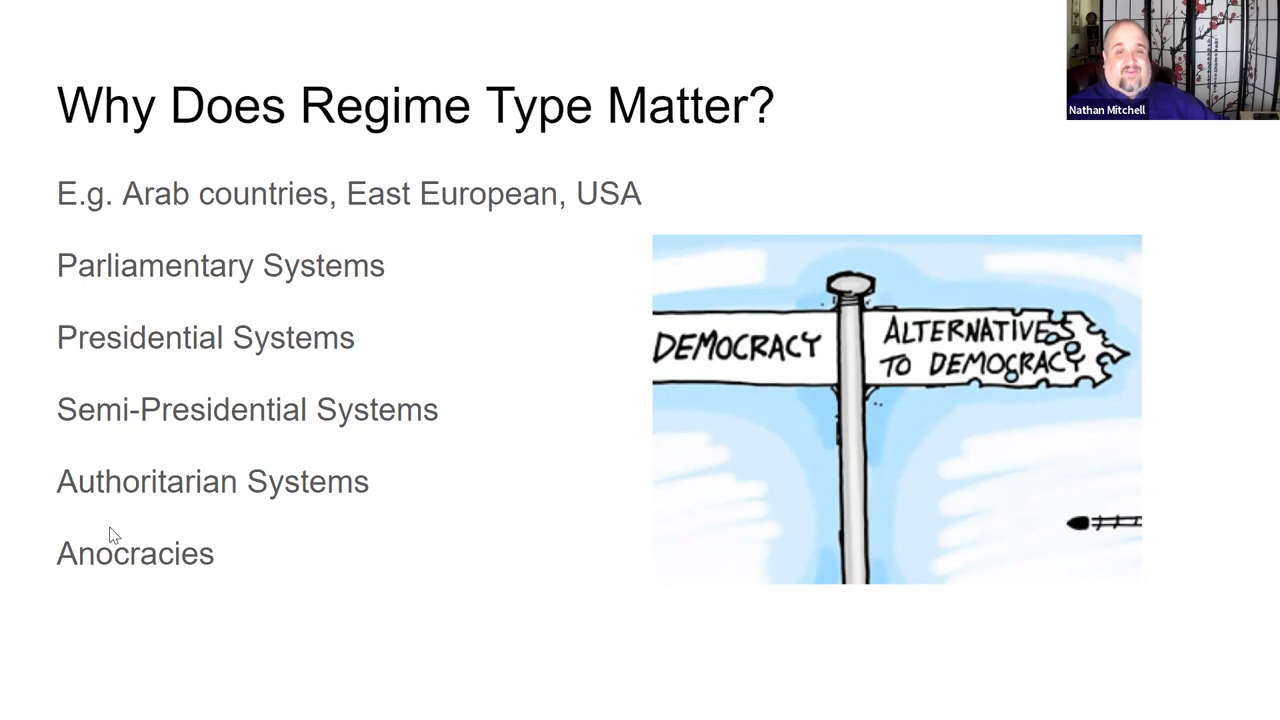 Why Does Regime Type Matter?
Nathan Mitchell
E.g. Arab countries, East European, USA
Parliamentary Systems
Presidential Systems
Semi-Presidential Systems
Authoritarian Systems
Anocracies
DEMOCRACY
ALTERNATIVES
TO DEMOCRACY